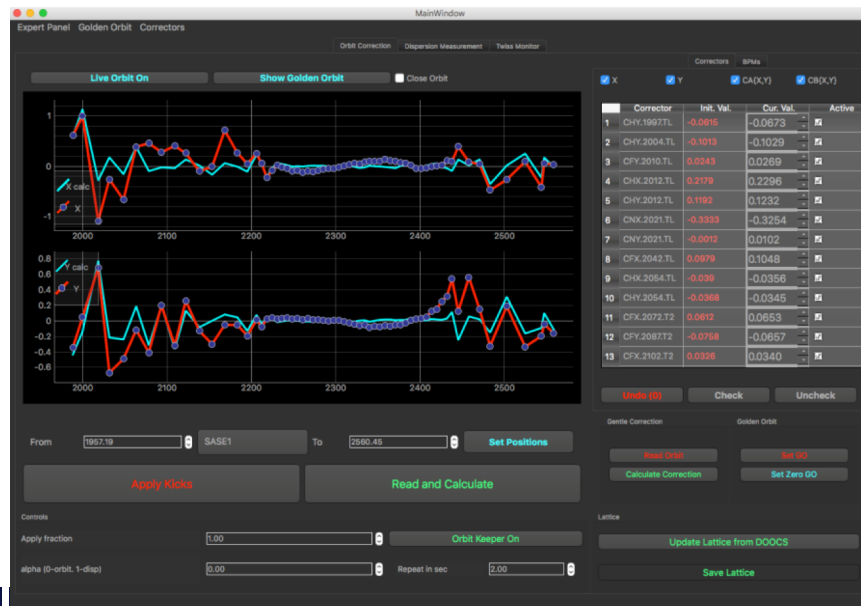 MainWindow
Expert Panel Golden Orbit Correctors
Orbit Correction Dispersion Measurement Twiss Monitor
Correctors BPMs
Live Orbit On Show Golden Orbit Close Orbit
X Y CA{X,Y} CB{X,Y}
Corrector Init. Val. Cur. Val. Active
1 CHY.1997.TL -0.0615 -0.0673
2 CHY.2004.TL -0.1013 -0.1029
3 CFY.2010.TL 0.0243 0.0269
4 CHX.2012.TL 0.2179 0.2296
5 CHY.2012.TL 0.1192 0.1232
6 CNX.2021.TL -0.3333 -0.3254
7 CNY.2021.TL -0.0012 0.0102
8 CFX.2042.TL 0.0979 0.1048
9 CHX.2054.TL -0.039 -0.0356
10 CHY.2054.TL -0.0368 -0.0345
11 CFX.2072.T2 0.0612 0.0653
12 CFY.2087.T2 -0.0758 -0.0657
13 CFX.2102.T2 0.0326 0.0340
1
0
-1
X calc
X
2000 2100 2200 2300 2400 2500
0.8
0.6
0.4
0.2
0
-0.2
-0.4
-0.6
Y calc
Y
2000 2100 2200 2300 2400 2500
Undo (0) Check Uncheck
Gentle Correction Golden Orbit
From 1957.19 SASE1 To 2560.45 Set Positions
Read Orbit Set GO
Calculate Correction Set Zero GO
Apply Kicks Read and Calculate
Controls
Lattice
Apply fraction 1.00 Orbit Keeper On
Update Lattice from DOOCS
alpha (0-orbit. 1-disp) 0.00 Repeat in sec 2.00
Save Lattice